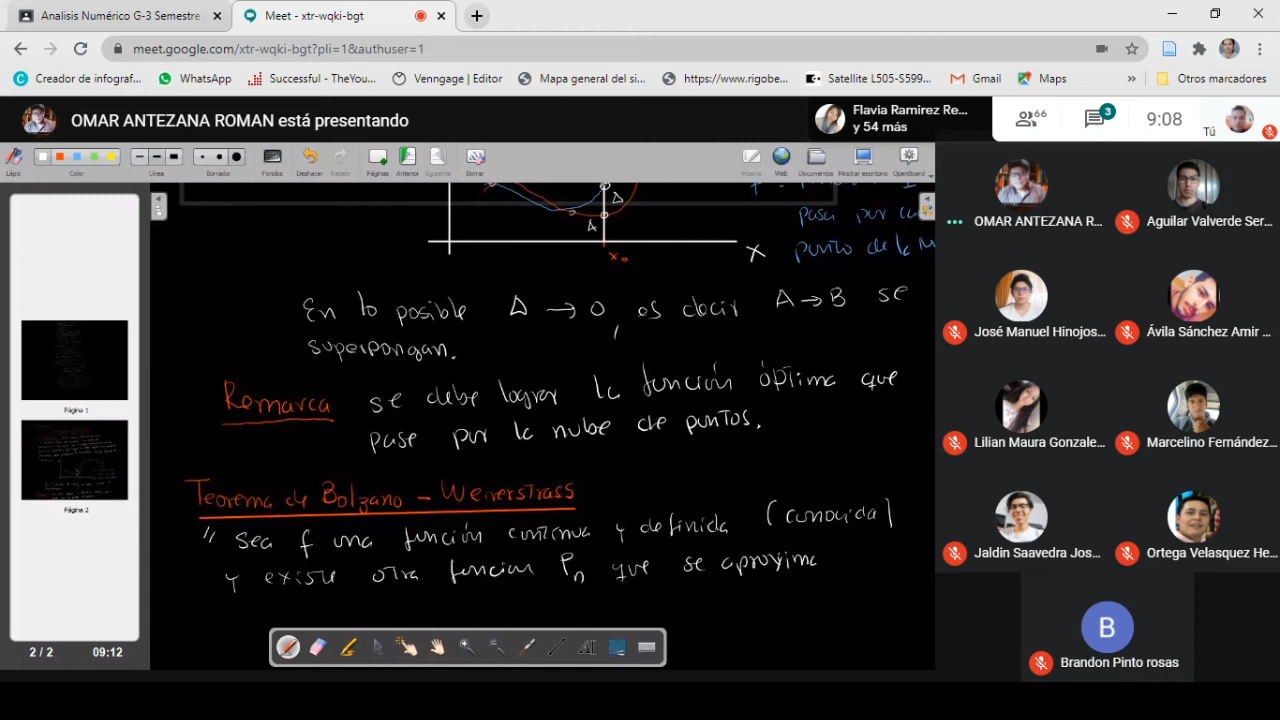 Analisis Numérico G-3 Semestre
Meet - xtr-wqki-bgt
meet.google.com/xtr-wqki-bgt?pli=1&authuser=1
Creador de infograf...
WhatsApp
Successful - TheYou...
Venngage | Editor
Mapa general del si...
https://www.rigobe...
Satellite L505-S599...
Gmail
Maps
»
Otros marcadores
OMAR ANTEZANA ROMAN está presentando
Flavia Ramirez Re...
y 54 más
66
3
9:08
Tú
Lápiz
Color
Línea
Borrador
Fondos
Deshacer
Repetir
Páginas
Anterior
Siguiente
Borrar
Pizarra
Web
Documentos
Mostrar escritorio
OpenBoard
Δ
A
x₀
X
pasa por
punto de la
En lo posible Δ → 0, es decir A → B se
superpongan.
Remarca se debe lograr la función óptima que
pase por la nube de puntos.
Teorema de Bolzano - Weierstrass
" Sea f una función continua y definida (conocida)
y existe otra funcion Pn que se aproxima
Página 1
Página 2
2 / 2
09:12
OMAR ANTEZANA R...
Aguilar Valverde Ser...
José Manuel Hinojos...
Ávila Sánchez Amir ...
Lilian Maura Gonzale...
Marcelino Fernández...
Jaldin Saavedra Jos...
Ortega Velasquez He...
B
Brandon Pinto rosas